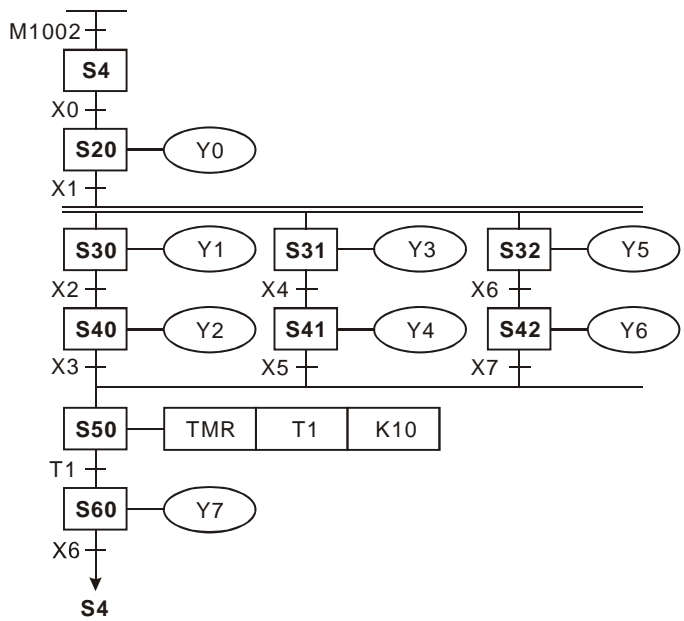 M1002
S4
X0
S20 Y0
X1
S30 Y1 S31 Y3 S32 Y5
X2 X4 X6
S40 Y2 S41 Y4 S42 Y6
X3 X5 X7
S50 TMR T1 K10
T1
S60 Y7
X6
S4